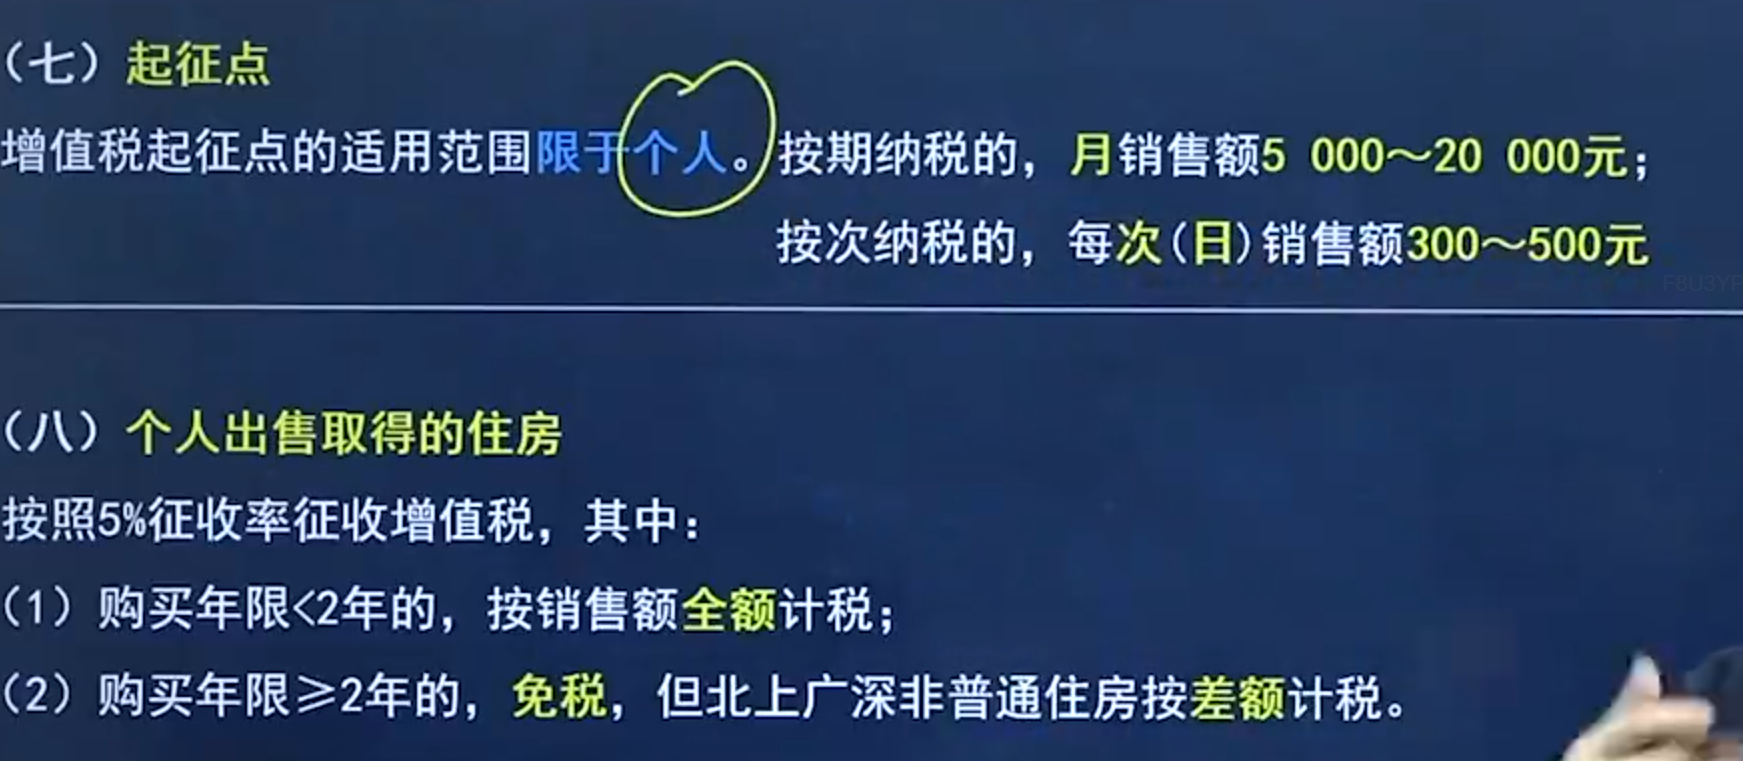 （七）起征点
增值税起征点的适用范围限于个人。按期纳税的，月销售额5 000～20 000元；
按次纳税的，每次(日)销售额300～500元
（八）个人出售取得的住房
按照5%征收率征收增值税，其中：
（1）购买年限<2年的，按销售额全额计税；
（2）购买年限≥2年的，免税，但北上广深非普通住房按差额计税。